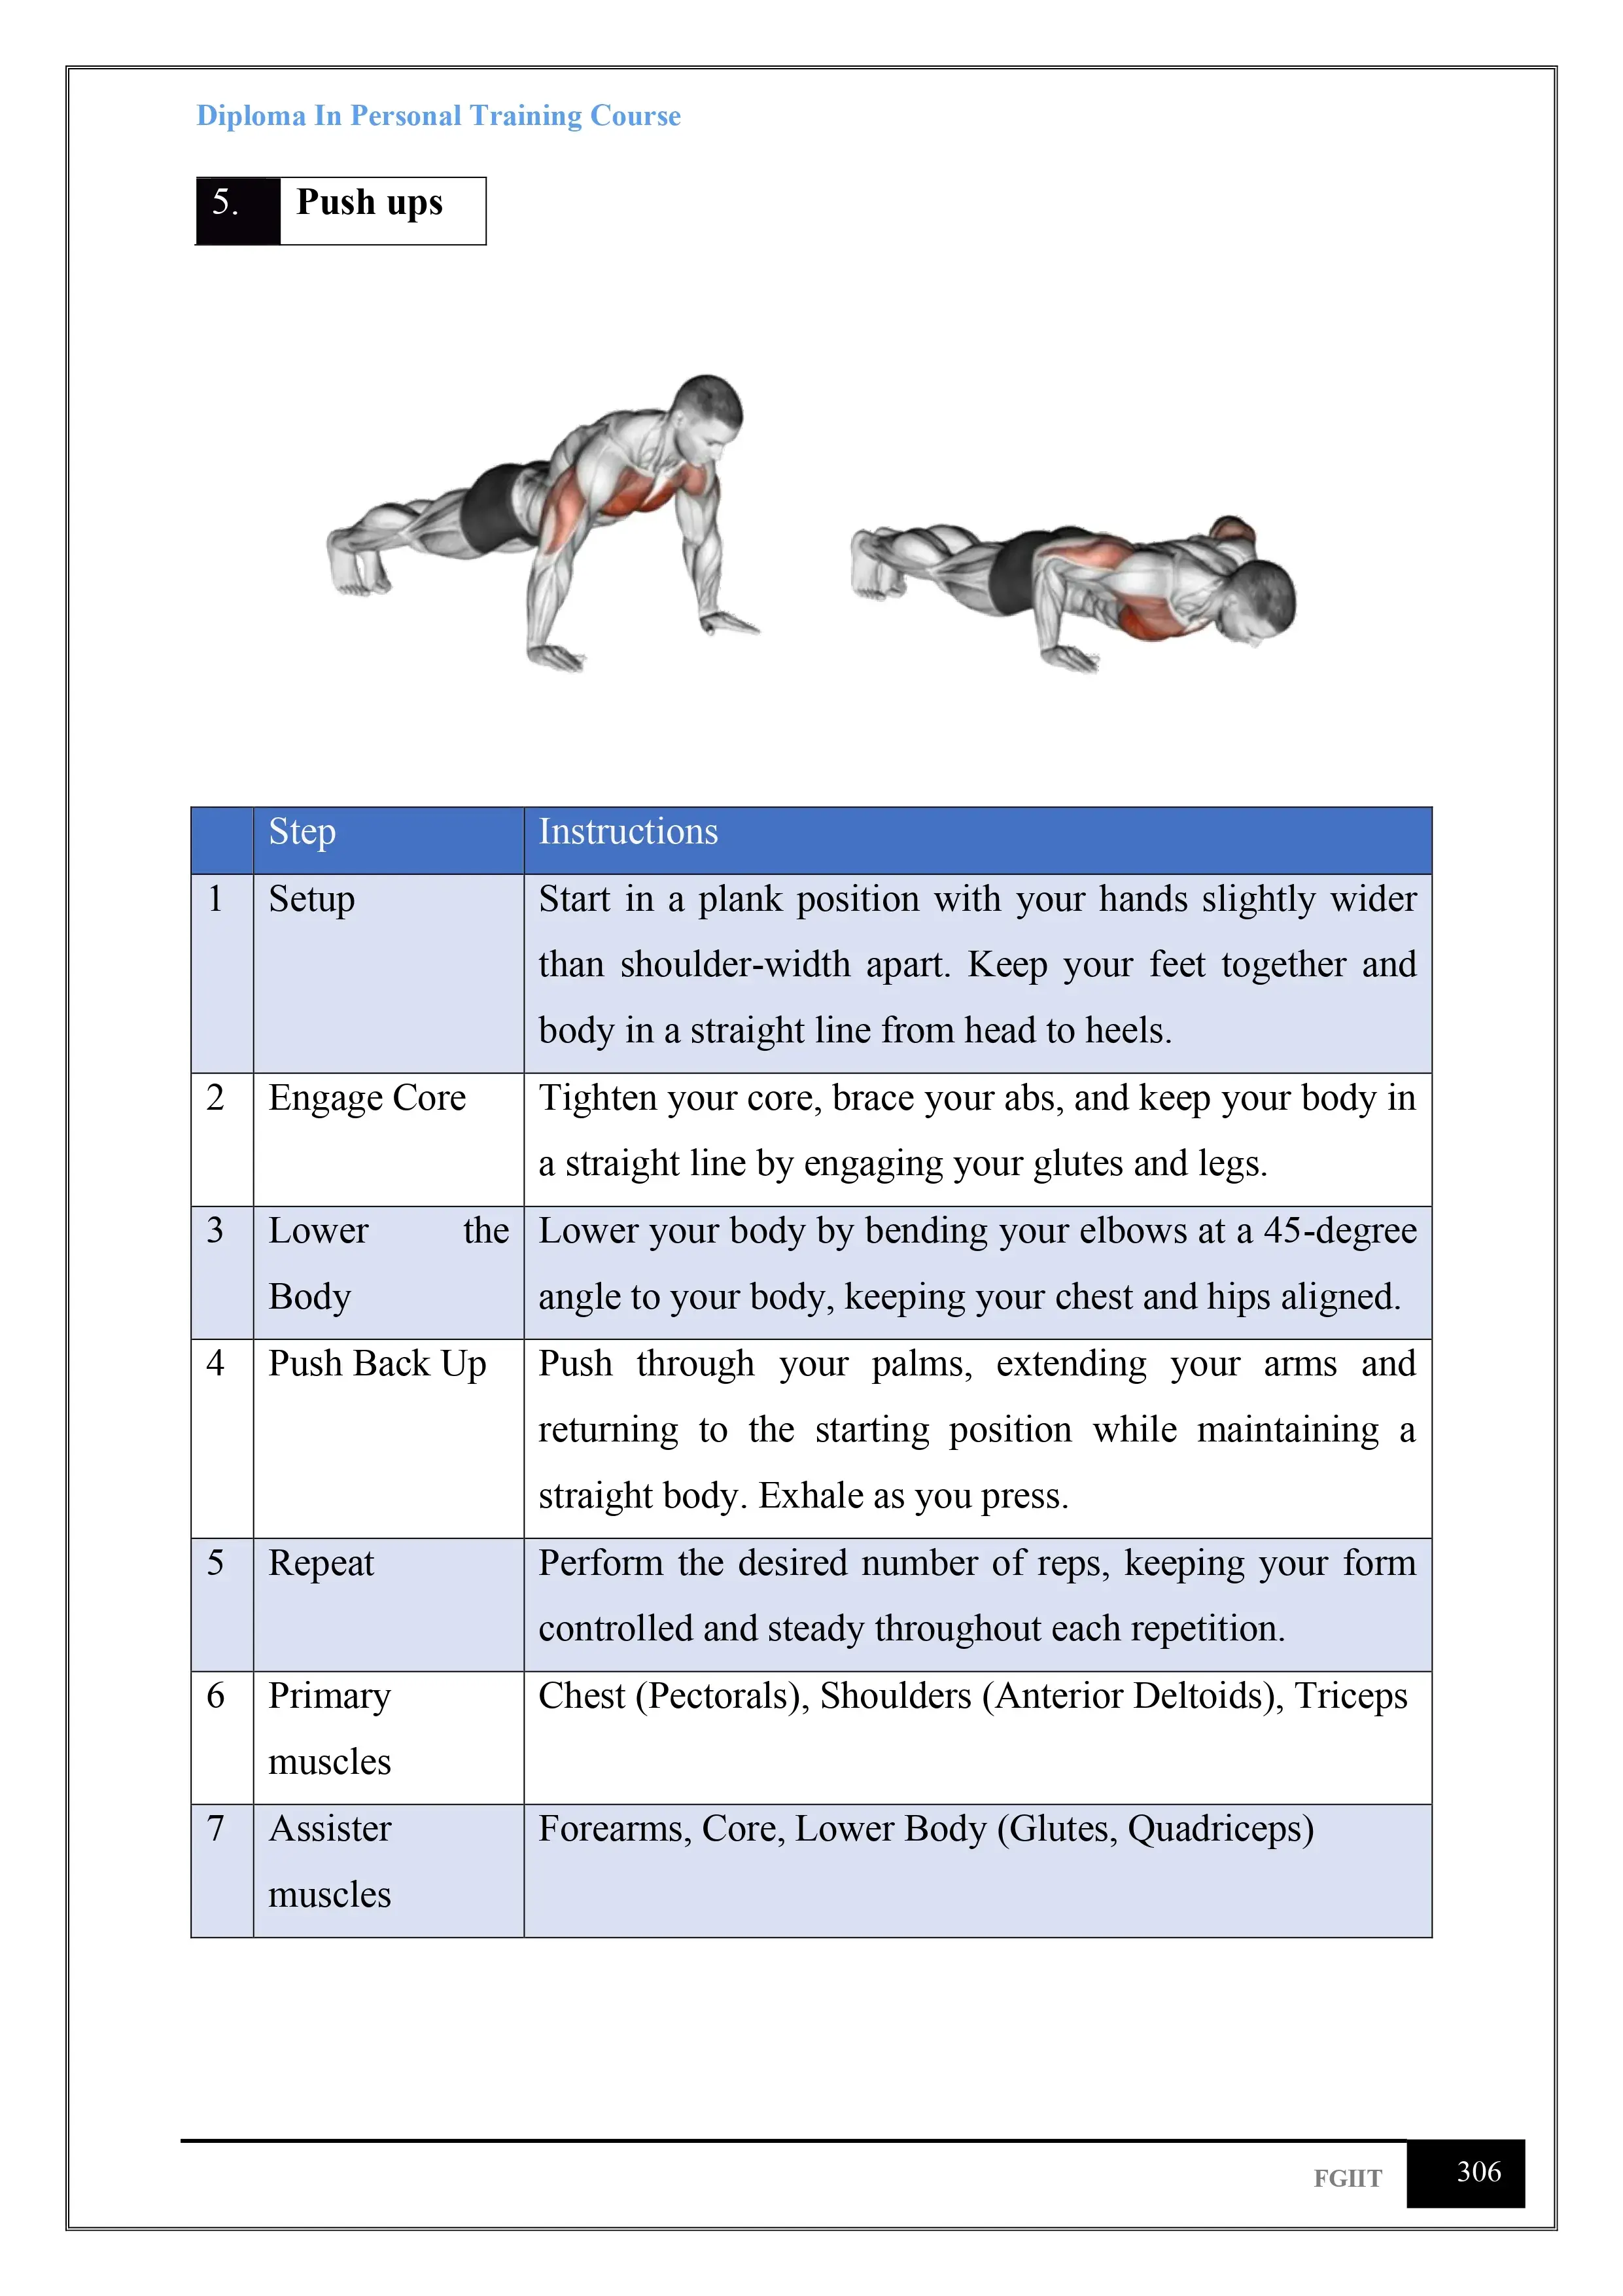 Diploma In Personal Training Course
5. Push ups
Step Instructions
1 Setup Start in a plank position with your hands slightly wider
than shoulder-width apart. Keep your feet together and
body in a straight line from head to heels.
2 Engage Core Tighten your core, brace your abs, and keep your body in
a straight line by engaging your glutes and legs.
3 Lower the Lower your body by bending your elbows at a 45-degree
Body angle to your body, keeping your chest and hips aligned.
4 Push Back Up Push through your palms, extending your arms and
returning to the starting position while maintaining a
straight body. Exhale as you press.
5 Repeat Perform the desired number of reps, keeping your form
controlled and steady throughout each repetition.
6 Primary Chest (Pectorals), Shoulders (Anterior Deltoids), Triceps
muscles
7 Assister Forearms, Core, Lower Body (Glutes, Quadriceps)
muscles
FGIIT 306